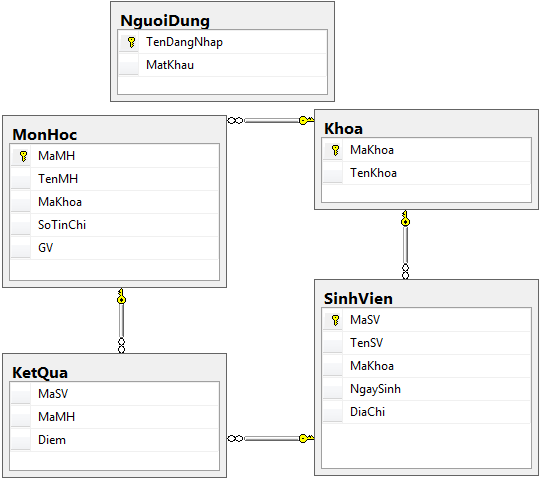 NguoiDung
TenDangNhap
MatKhau
MonHoc
MaMH
TenMH
MaKhoa
SoTinChi
GV
Khoa
MaKhoa
TenKhoa
KetQua
MaSV
MaMH
Diem
SinhVien
MaSV
TenSV
MaKhoa
NgaySinh
DiaChi